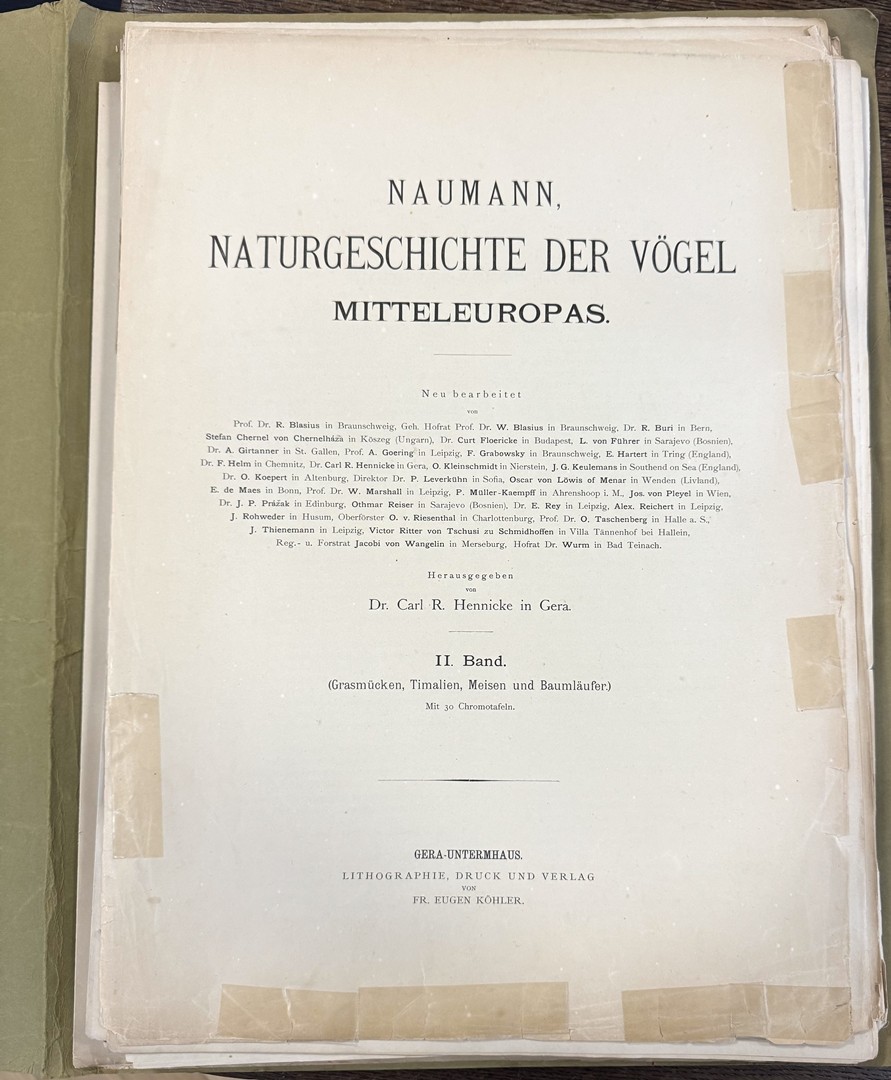 NAUMANN,
NATURGESCHICHTE DER VÖGEL
MITTELEUROPAS.
Neu bearbeitet
von
Prof. Dr. R. Blasius in Braunschweig, Geh. Hofrat Prof. Dr. W. Blasius in Braunschweig, Dr. R. Buri in Bern,
Stefan Chernel von Chernelháza in Köszeg (Ungarn), Dr. Curt Floericke in Budapest, L. von Führer in Sarajevo (Bosnien),
Dr. A. Girtanner in St. Gallen, Prof. A. Goering in Leipzig, F. Grabowsky in Braunschweig, E. Hartert in Tring (England),
Dr. F. Helm in Chemnitz, Dr. Carl R. Hennicke in Gera, O. Kleinschmidt in Nierstein, J. G. Keulemans in Southend on Sea (England),
Dr. O. Koepert in Altenburg, Direktor Dr. P. Leverkühn in Sofia, Oscar von Löwis of Menar in Wenden (Livland),
E. de Maes in Bonn, Prof. Dr. W. Marshall in Leipzig, P. Müller-Kaempff in Ahrenshoop i. M., Jos. von Pleyel in Wien,
Dr. J. P. Pražak in Edinburg, Othmar Reiser in Sarajevo (Bosnien), Dr. E. Rey in Leipzig, Alex. Reichert in Leipzig,
J. Rohweder in Husum, Oberförster O. v. Riesenthal in Charlottenburg, Prof. Dr. O. Taschenberg in Halle a. S.,
J. Thienemann in Leipzig, Victor Ritter von Tschusi zu Schmidhoffen in Villa Tännenhof bei Hallein,
Reg.- u. Forstrat Jacobi von Wangelin in Merseburg, Hofrat Dr. Wurm in Bad Teinach.
Herausgegeben
von
Dr. Carl R. Hennicke in Gera.
II. Band.
(Grasmücken, Timalien, Meisen und Baumläufer.)
Mit 30 Chromotafeln.
GERA-UNTERMHAUS.
LITHOGRAPHIE, DRUCK UND VERLAG
VON
FR. EUGEN KÖHLER.